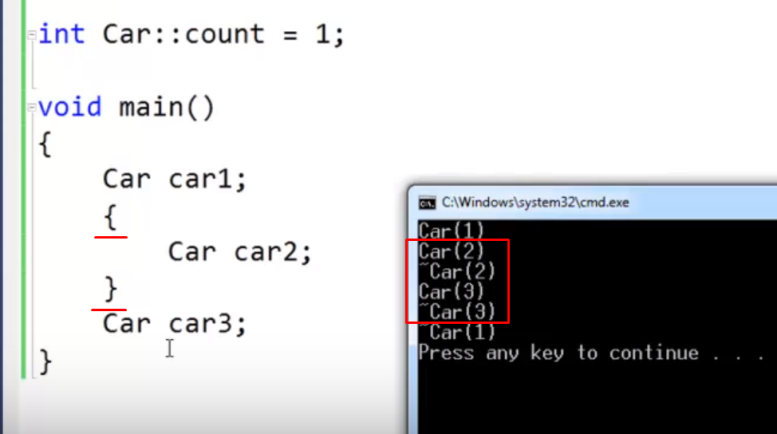 int Car::count = 1;
void main()
{
Car car1;
{
Car car2;
}
Car car3;
}
C:\Windows\system32\cmd.exe
Car(1)
Car(2)
~Car(2)
Car(3)
~Car(3)
~Car(1)
Press any key to continue . . .